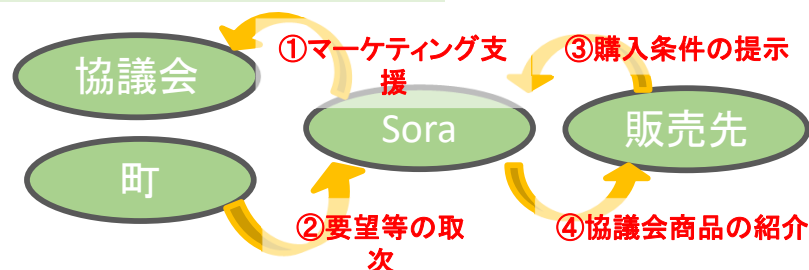 協議会
町
Sora
販売先
①マーケティング支
援
②要望等の取
次
③購入条件の提示
④協議会商品の紹介